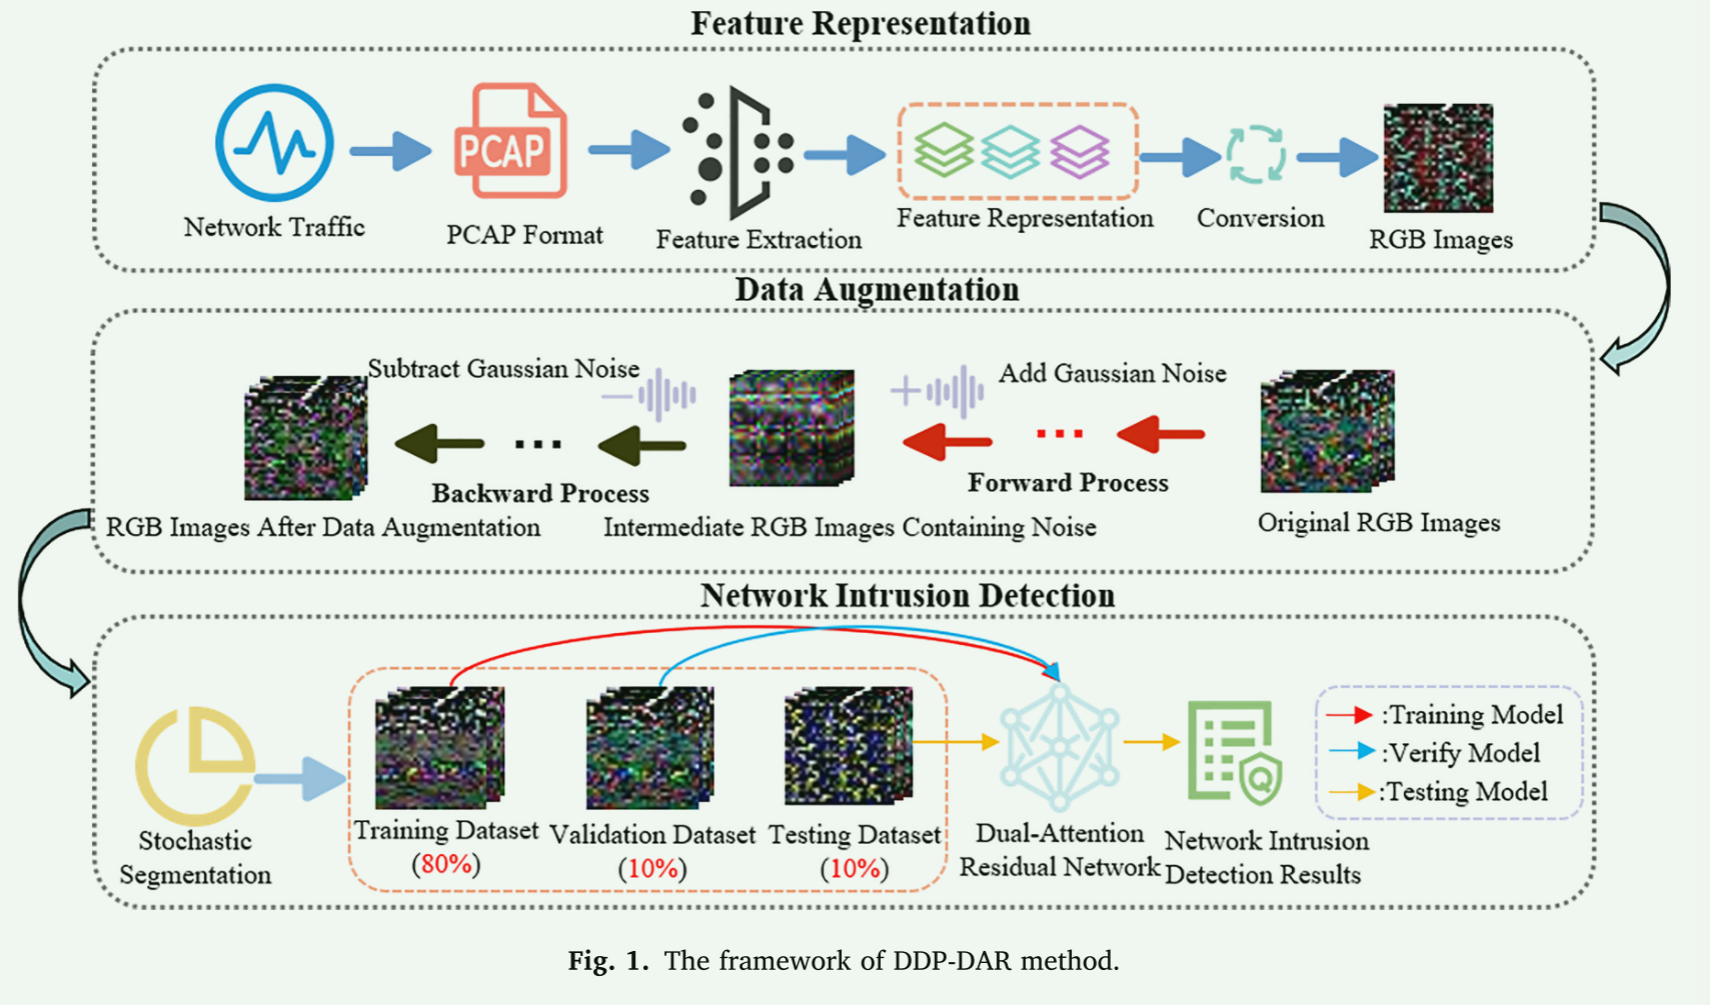 Feature Representation
PCAP
Network Traffic
PCAP Format
Feature Extraction
Feature Representation
Conversion
RGB Images
Data Augmentation
Subtract Gaussian Noise
Add Gaussian Noise
Backward Process
Forward Process
RGB Images After Data Augmentation
Intermediate RGB Images Containing Noise
Original RGB Images
Network Intrusion Detection
Stochastic
Segmentation
Training Dataset
(80%)
Validation Dataset
(10%)
Testing Dataset
(10%)
Dual-Attention
Residual Network
Q
Network Intrusion
Detection Results
:Training Model
:Verify Model
:Testing Model
Fig. 1. The framework of DDP-DAR method.